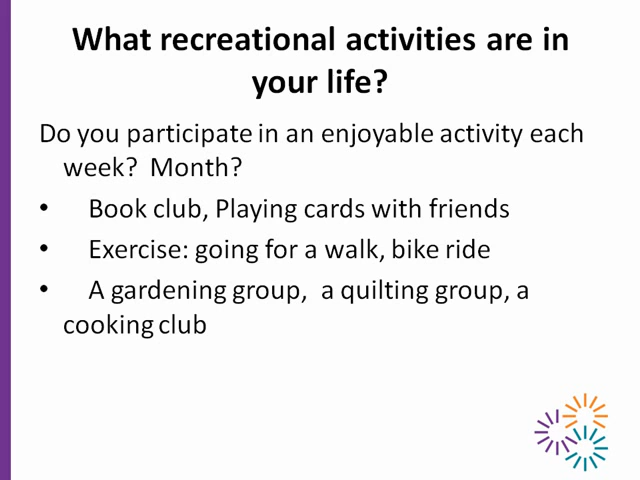 What recreational activities are in
your life?
Do you participate in an enjoyable activity each
week?  Month?
•    Book club, Playing cards with friends
•    Exercise: going for a walk, bike ride
•    A gardening group,  a quilting group, a
cooking club